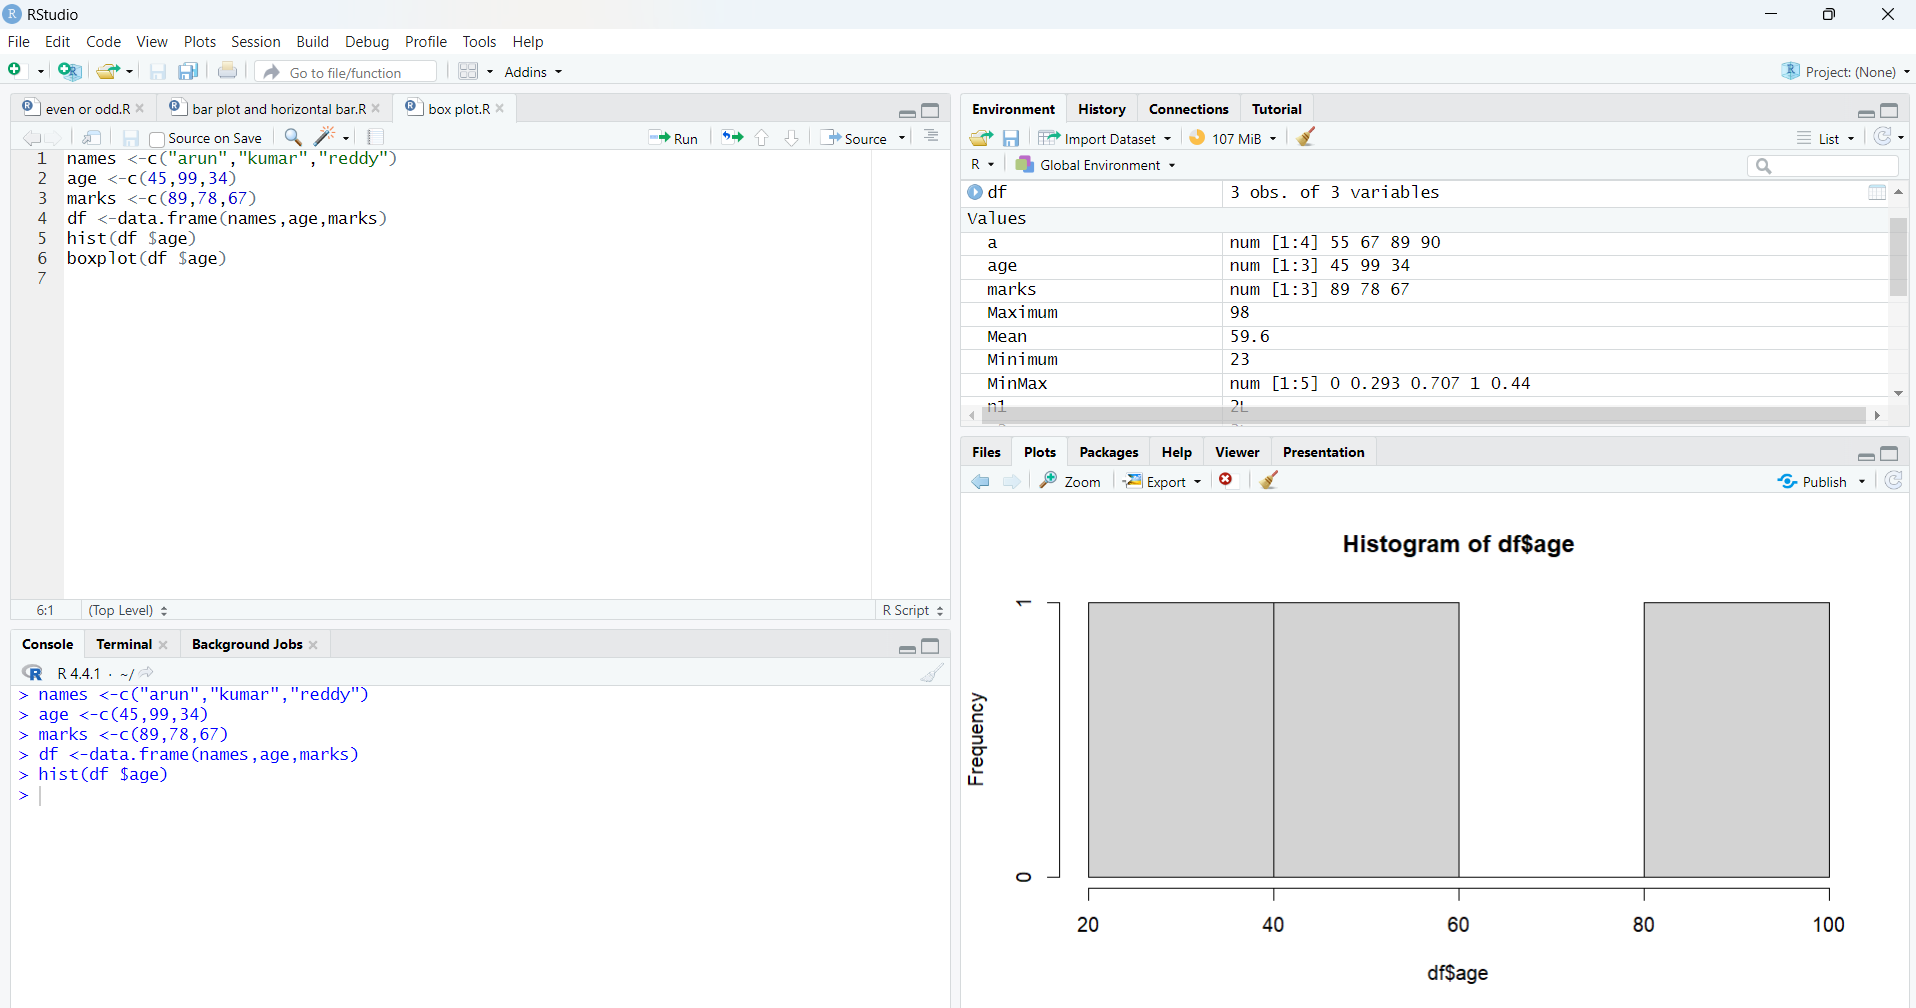 RStudio
File Edit Code View Plots Session Build Debug Profile Tools Help
Go to file/function Addins Project: (None)
even or odd.R bar plot and horizontal bar.R box plot.R
Source on Save Run Source
1 names <-c("arun","kumar","reddy")
2 age <-c(45,99,34)
3 marks <-c(89,78,67)
4 df <-data.frame(names,age,marks)
5 hist(df $age)
6 boxplot(df $age)
7
6:1 (Top Level) R Script
Console Terminal Background Jobs
R 4.4.1 · ~/
> names <-c("arun","kumar","reddy")
> age <-c(45,99,34)
> marks <-c(89,78,67)
> df <-data.frame(names,age,marks)
> hist(df $age)
>
Environment History Connections Tutorial
Import Dataset 107 MiB List
R Global Environment
df 3 obs. of 3 variables
Values
a num [1:4] 55 67 89 90
age num [1:3] 45 99 34
marks num [1:3] 89 78 67
Maximum 98
Mean 59.6
Minimum 23
MinMax num [1:5] 0 0.293 0.707 1 0.44
n1 2L
Files Plots Packages Help Viewer Presentation
Zoom Export Publish
Histogram of df$age
Frequency
1
0
20 40 60 80 100
df$age